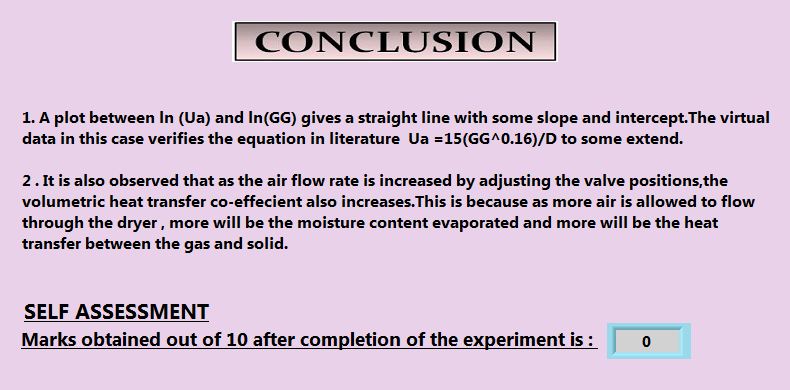 CONCLUSION
1. A plot between ln (Ua) and ln(GG) gives a straight line with some slope and intercept.The virtual
data in this case verifies the equation in literature  Ua =15(GG^0.16)/D to some extend.
2 . It is also observed that as the air flow rate is increased by adjusting the valve positions,the
volumetric heat transfer co-effecient also increases.This is because as more air is allowed to flow
through the dryer , more will be the moisture content evaporated and more will be the heat
transfer between the gas and solid.
SELF ASSESSMENT
Marks obtained out of 10 after completion of the experiment is : 0